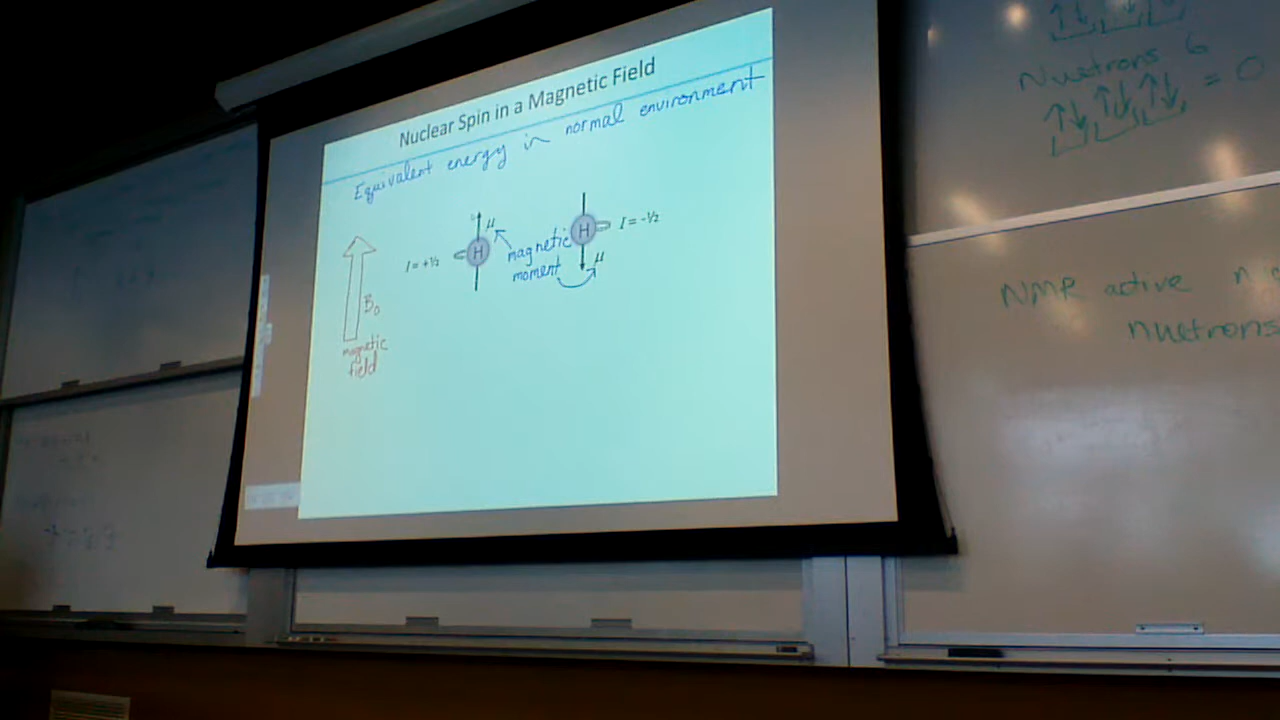 Nuclear Spin in a Magnetic Field
Equivalent energy in normal environment
I = +½
H
μ
magnetic
moment
H
μ
I = -½
B₀
magnetic
field
Nuetrons 6
= 0
NMR active
nuetrons